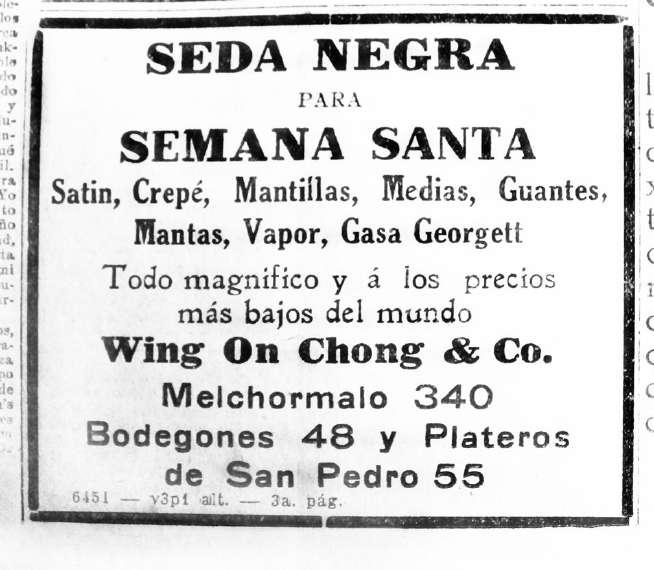 SEDA NEGRA
PARA
SEMANA SANTA
Satin, Crepé, Mantillas, Medias, Guantes,
Mantas, Vapor, Gasa Georgett
Todo magnífico y á los precios
más bajos del mundo
Wing On Chong & Co.
Melchormalo 340
Bodegones 48 y Plateros
de San Pedro 55
6451 — y3p1 alt. — 3a. pág.